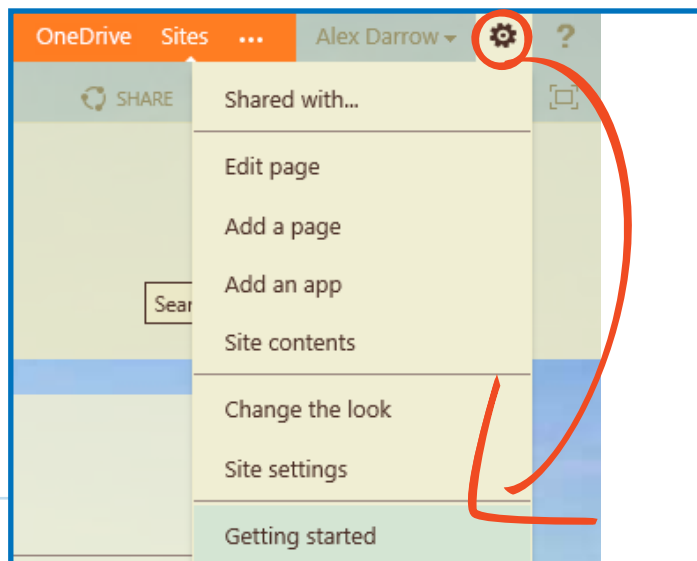 OneDrive Sites ... Alex Darrow ?
SHARE
Shared with...
Edit page
Add a page
Add an app
Sear
Site contents
Change the look
Site settings
Getting started